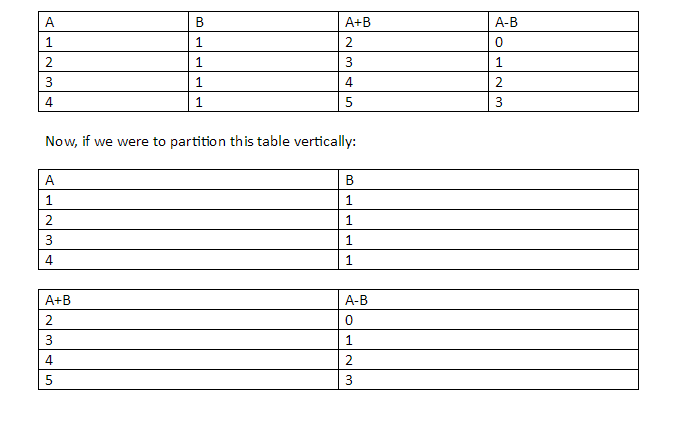 A B A+B A-B
1 1 2 0
2 1 3 1
3 1 4 2
4 1 5 3
Now, if we were to partition this table vertically:
A B
1 1
2 1
3 1
4 1
A+B A-B
2 0
3 1
4 2
5 3